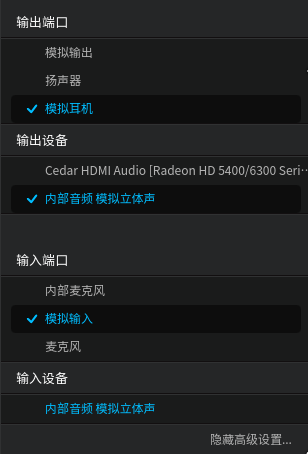 输出端口
模拟输出
扬声器
模拟耳机
输出设备
Cedar HDMI Audio [Radeon HD 5400/6300 Seri···
内部音频 模拟立体声
输入端口
内部麦克风
模拟输入
麦克风
输入设备
内部音频 模拟立体声
隐藏高级设置...